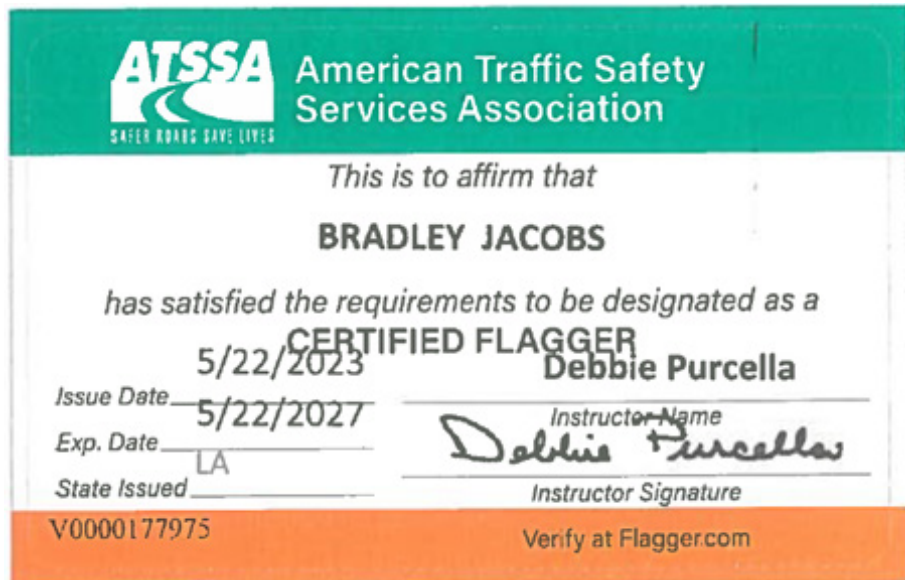 ATSSA
SAFER ROADS SAVE LIVES
American Traffic Safety
Services Association
This is to affirm that
BRADLEY JACOBS
has satisfied the requirements to be designated as a
CERTIFIED FLAGGER
Issue Date 5/22/2023
Exp. Date 5/22/2027
State Issued LA
Debbie Purcella
Instructor Name
Debbie Purcella
Instructor Signature
V0000177975
Verify at Flagger.com